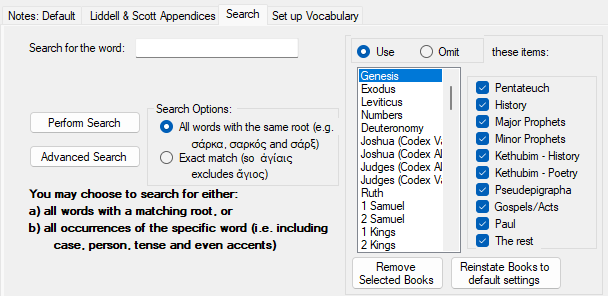 Notes: Default Liddell & Scott Appendices Search Set up Vocabulary
Search for the word:
Perform Search
Advanced Search
Search Options:
All words with the same root (e.g.
σάρκα, σαρκός and σάρξ)
Exact match (so ἁγίαις
excludes ἅγιος)
You may choose to search for either:
a) all words with a matching root, or
b) all occurrences of the specific word (i.e. including
case, person, tense and even accents)
Use Omit these items:
Genesis
Exodus
Leviticus
Numbers
Deuteronomy
Joshua (Codex Va
Joshua (Codex Al
Judges (Codex Al
Judges (Codex Va
Ruth
1 Samuel
2 Samuel
1 Kings
2 Kings
Pentateuch
History
Major Prophets
Minor Prophets
Kethubim - History
Kethubim - Poetry
Pseudepigrapha
Gospels/Acts
Paul
The rest
Remove
Selected Books
Reinstate Books to
default settings